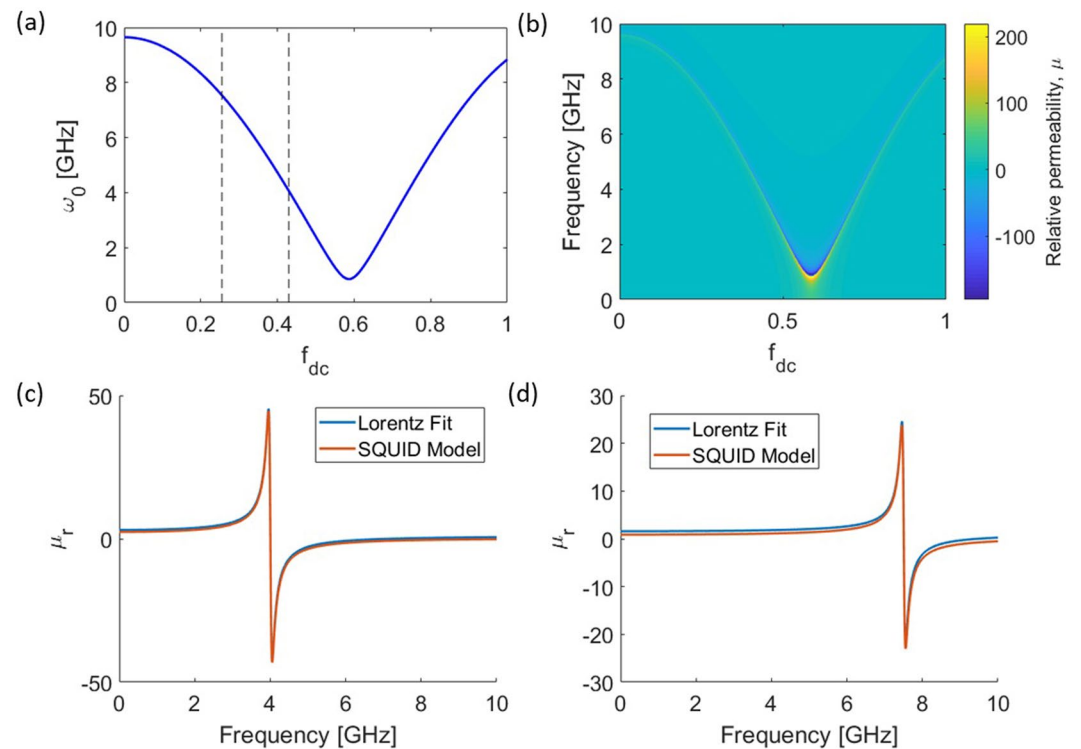 (a)
10
8
6
4
2
0
ω0 [GHz]
0 0.2 0.4 0.6 0.8 1
fdc
(b)
10
8
6
4
2
0
Frequency [GHz]
0 0.5 1
fdc
200
100
0
-100
Relative permeability, μ
(c)
50
0
-50
μr
Lorentz Fit
SQUID Model
0 2 4 6 8 10
Frequency [GHz]
(d)
30
20
10
0
-10
-20
-30
μr
Lorentz Fit
SQUID Model
0 2 4 6 8 10
Frequency [GHz]